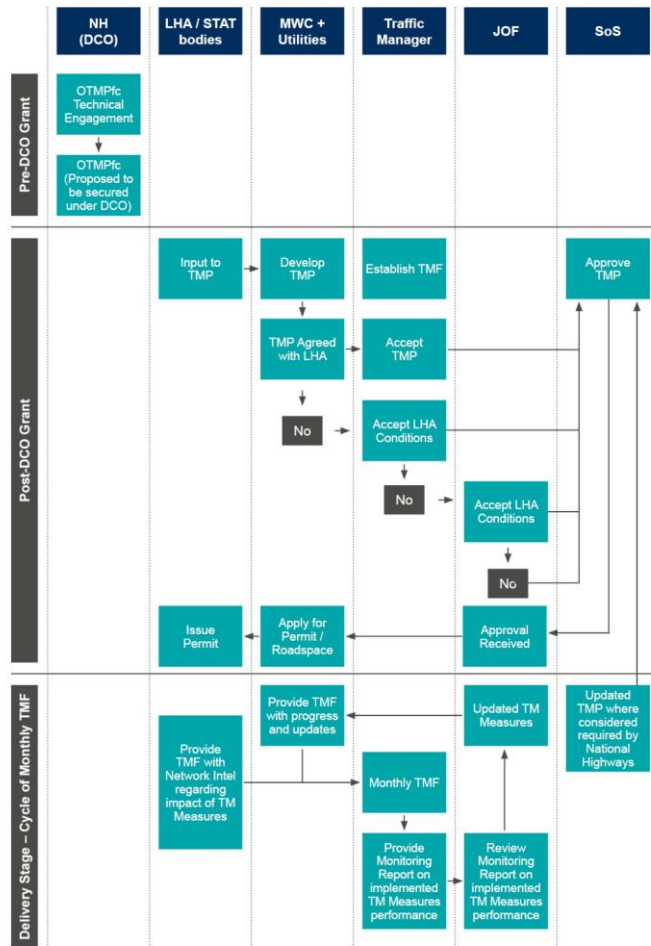 NH
(DCO)
LHA / STAT
bodies
MWC +
Utilities
Traffic
Manager
JOF
SoS
Pre-DCO Grant
OTMPfc
Technical
Engagement
OTMPfc
(Proposed to
be secured
under DCO)
Post-DCO Grant
Input to
TMP
Develop
TMP
Establish TMF
Approve
TMP
TMP Agreed
with LHA
Accept
TMP
No
Accept LHA
Conditions
No
Accept LHA
Conditions
No
Issue
Permit
Apply for
Permit /
Roadspace
Approval
Received
Delivery Stage – Cycle of Monthly TMF
Provide TMF
with progress
and updates
Updated TM
Measures
Updated
TMP where
considered
required by
National
Highways
Provide
TMF with
Network Intel
regarding
impact of TM
Measures
Monthly TMF
Provide
Monitoring
Report on
implemented
TM Measures
performance
Review
Monitoring
Report on
implemented
TM Measures
performance